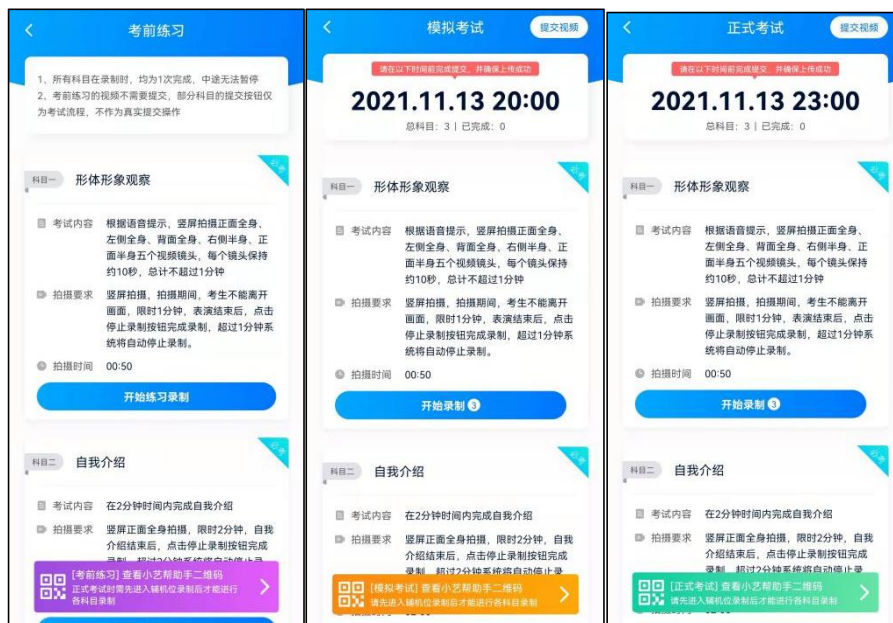 考前练习
1、所有科目在录制时，均为1次完成，中途无法暂停
2、考前练习的视频不需要提交，部分科目的提交按钮仅
为考试流程，不作为真实提交操作
必考
科目一
形体形象观察
考试内容
根据语音提示、竖屏拍摄正面全身、
左侧全身、背面全身、右侧半身、正
面半身五个视频镜头，每个镜头保持
约10秒，总计不超过1分钟
拍摄要求
竖屏拍摄，拍摄期间，考生不能离开
画面，限时1分钟，表演结束后，点击
停止录制按钮完成录制，超过1分钟系
统将自动停止录制。
拍摄时间
00:50
开始练习录制
必考
科目二
自我介绍
考试内容
在2分钟时间内完成自我介绍
拍摄要求
竖屏正面全身拍摄，限时2分钟，自我
介绍结束后，点击停止录制按钮完成
[考前练习] 查看小艺帮助手二维码
正式考试时需先进入辅机位录制后才能进行
各科目录制
模拟考试
提交视频
请在以下时间前完成提交，并确保上传成功
2021.11.13 20:00
总科目：3 | 已完成：0
必考
科目一
形体形象观察
考试内容
根据语音提示、竖屏拍摄正面全身、
左侧全身、背面全身、右侧半身、正
面半身五个视频镜头，每个镜头保持
约10秒，总计不超过1分钟
拍摄要求
竖屏拍摄，拍摄期间，考生不能离开
画面，限时1分钟，表演结束后，点击
停止录制按钮完成录制，超过1分钟系
统将自动停止录制。
拍摄时间
00:50
开始录制 3
必考
科目二
自我介绍
考试内容
在2分钟时间内完成自我介绍
拍摄要求
竖屏正面全身拍摄，限时2分钟，自我
介绍结束后，点击停止录制按钮完成
录制，超过2分钟系统将自动停止录
[模拟考试] 查看小艺帮助手二维码
请先进入辅机位录制后才能进行各科目录制
正式考试
提交视频
请在以下时间前完成提交，并确保上传成功
2021.11.13 23:00
总科目：3 | 已完成：0
必考
科目一
形体形象观察
考试内容
根据语音提示、竖屏拍摄正面全身、
左侧全身、背面全身、右侧半身、正
面半身五个视频镜头，每个镜头保持
约10秒，总计不超过1分钟
拍摄要求
竖屏拍摄，拍摄期间，考生不能离开
画面，限时1分钟，表演结束后，点击
停止录制按钮完成录制，超过1分钟系
统将自动停止录制。
拍摄时间
00:50
开始录制 3
必考
科目二
自我介绍
考试内容
在2分钟时间内完成自我介绍
拍摄要求
竖屏正面全身拍摄，限时2分钟，自我
介绍结束后，点击停止录制按钮完成
录制，超过2分钟系统将自动停止录
[正式考试] 查看小艺帮助手二维码
请先进入辅机位录制后才能进行各科目录制